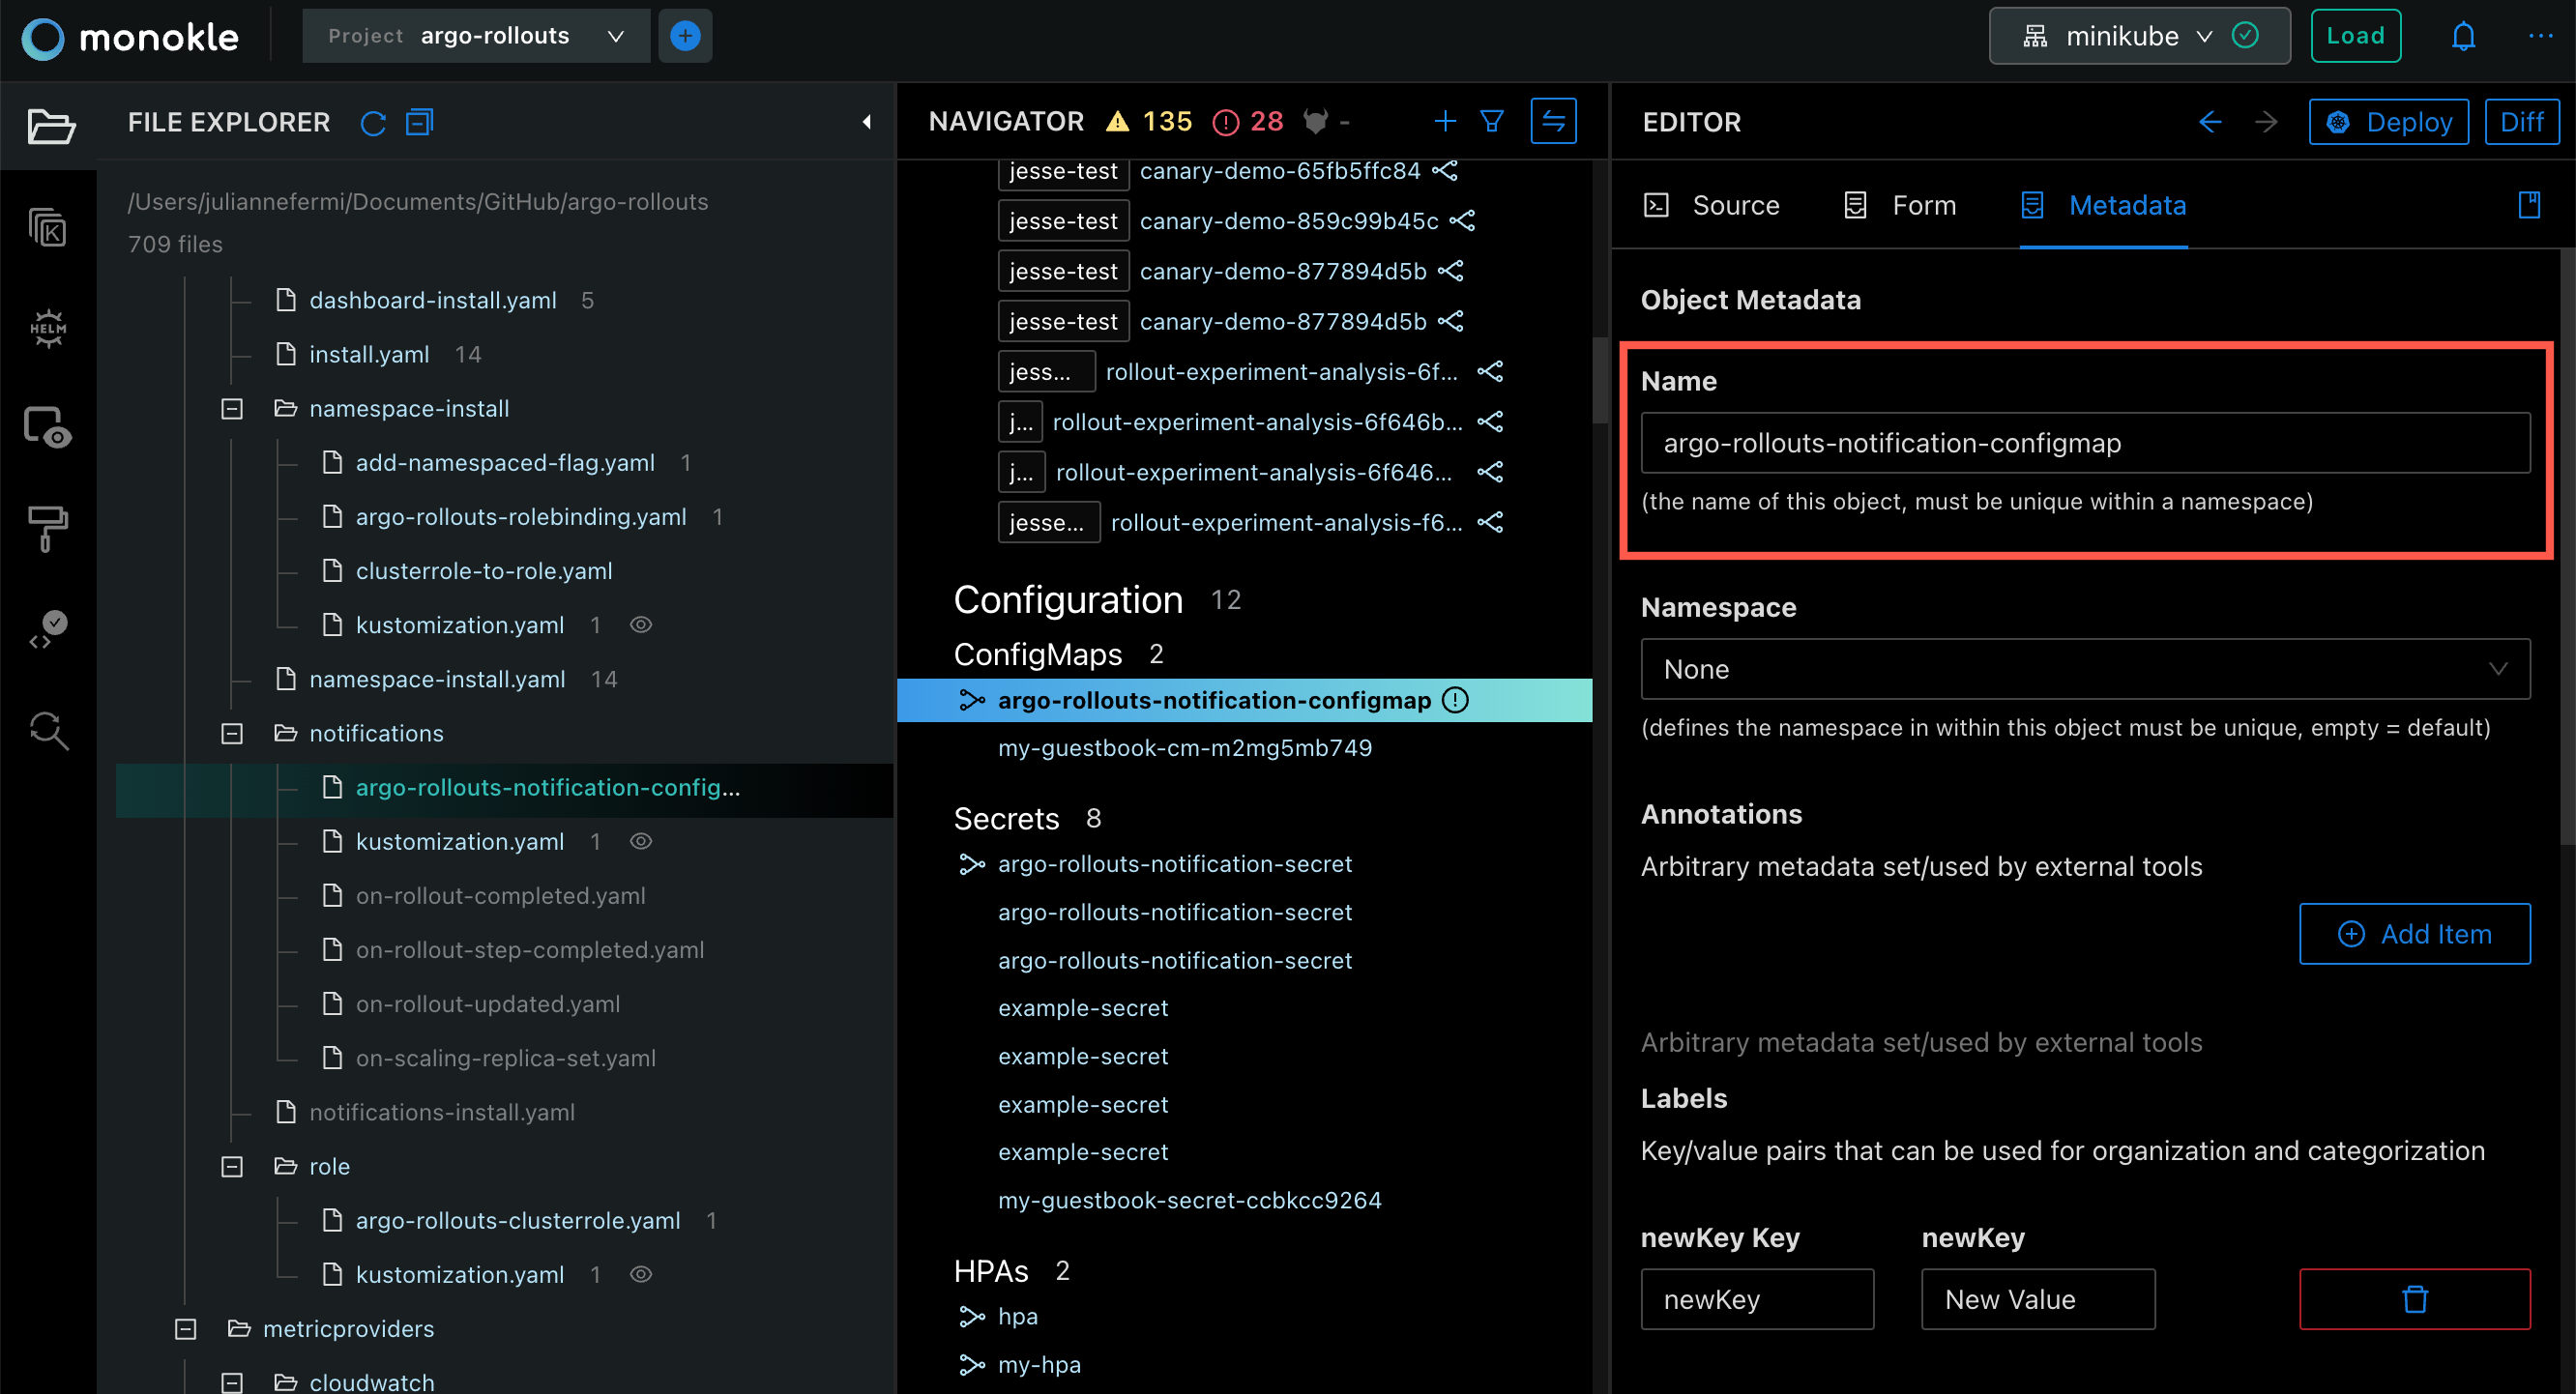 monokle
Project argo-rollouts
minikube
Load
FILE EXPLORER
/Users/juliannefermi/Documents/GitHub/argo-rollouts
709 files
dashboard-install.yaml 5
install.yaml 14
namespace-install
add-namespaced-flag.yaml 1
argo-rollouts-rolebinding.yaml 1
clusterrole-to-role.yaml
kustomization.yaml 1
namespace-install.yaml 14
notifications
argo-rollouts-notification-config...
kustomization.yaml 1
on-rollout-completed.yaml
on-rollout-step-completed.yaml
on-rollout-updated.yaml
on-scaling-replica-set.yaml
notifications-install.yaml
role
argo-rollouts-clusterrole.yaml 1
kustomization.yaml 1
metricproviders
cloudwatch
K
HELM
NAVIGATOR 135 28 -
jesse-test canary-demo-65fb5ffc84
jesse-test canary-demo-859c99b45c
jesse-test canary-demo-877894d5b
jesse-test canary-demo-877894d5b
jess... rollout-experiment-analysis-6f...
j... rollout-experiment-analysis-6f646b...
j... rollout-experiment-analysis-6f646...
jesse... rollout-experiment-analysis-f6...
Configuration 12
ConfigMaps 2
argo-rollouts-notification-configmap
my-guestbook-cm-m2mg5mb749
Secrets 8
argo-rollouts-notification-secret
argo-rollouts-notification-secret
argo-rollouts-notification-secret
example-secret
example-secret
example-secret
example-secret
my-guestbook-secret-ccbkcc9264
HPAs 2
hpa
my-hpa
EDITOR
Deploy
Diff
Source Form Metadata
Object Metadata
Name
argo-rollouts-notification-configmap
(the name of this object, must be unique within a namespace)
Namespace
None
(defines the namespace in within this object must be unique, empty = default)
Annotations
Arbitrary metadata set/used by external tools
Add Item
Arbitrary metadata set/used by external tools
Labels
Key/value pairs that can be used for organization and categorization
newKey Key newKey
newKey New Value